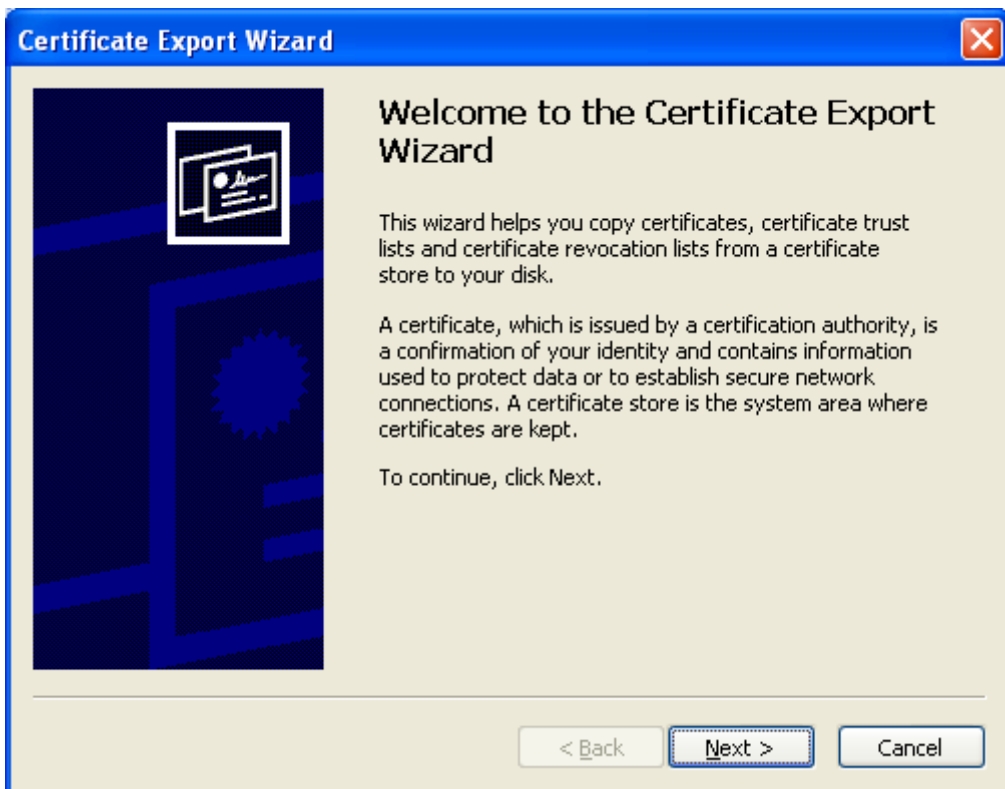 Certificate Export Wizard
Welcome to the Certificate Export
Wizard
This wizard helps you copy certificates, certificate trust
lists and certificate revocation lists from a certificate
store to your disk.
A certificate, which is issued by a certification authority, is
a confirmation of your identity and contains information
used to protect data or to establish secure network
connections. A certificate store is the system area where
certificates are kept.
To continue, click Next.
< Back
Next >
Cancel